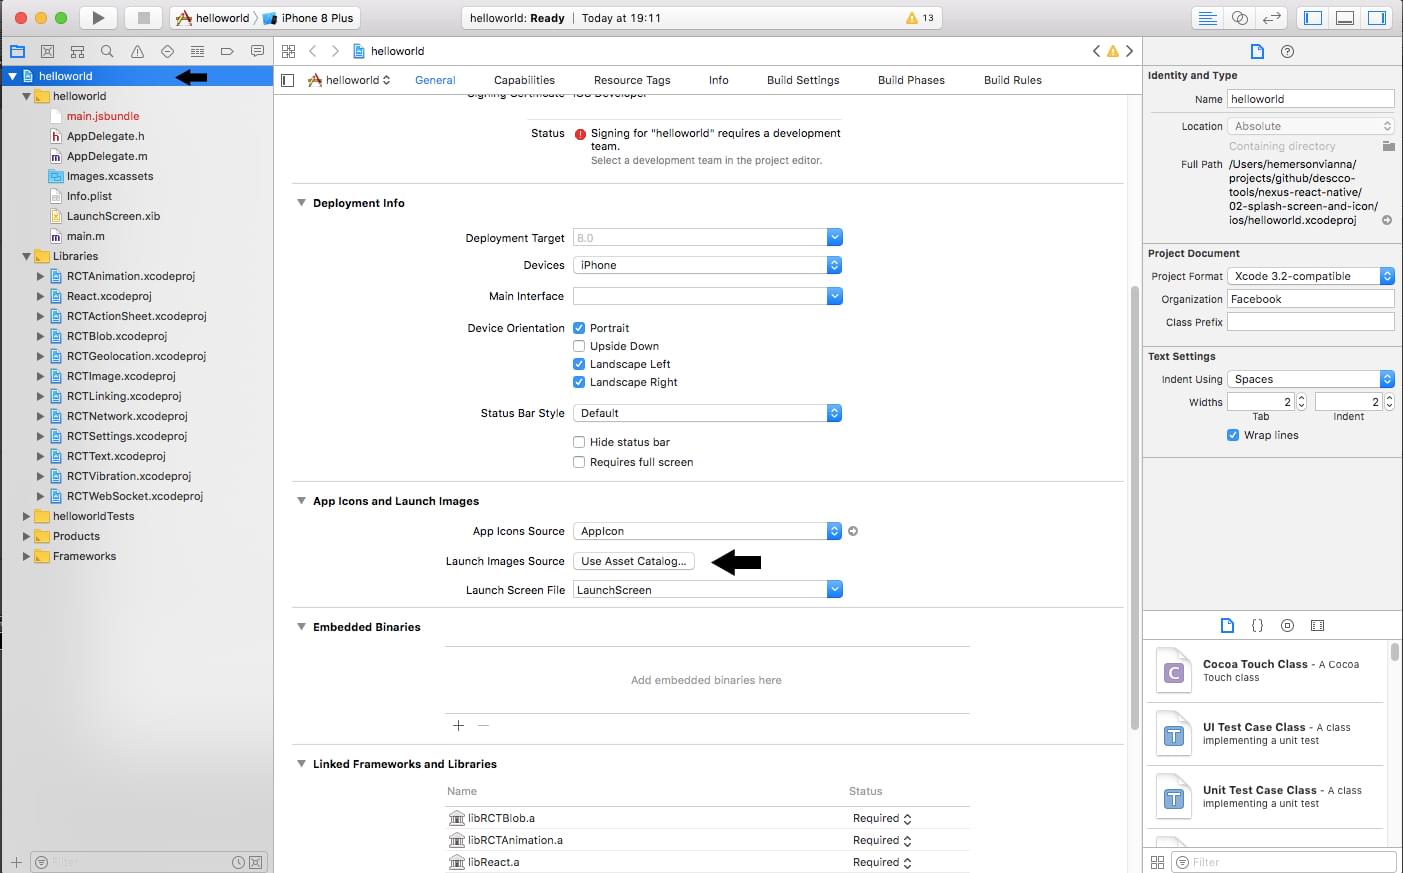 helloworld
iPhone 8 Plus
helloworld: Ready | Today at 19:11
13
helloworld
helloworld
main.jsbundle
AppDelegate.h
AppDelegate.m
Images.xcassets
Info.plist
LaunchScreen.xib
main.m
Libraries
RCTAnimation.xcodeproj
React.xcodeproj
RCTActionSheet.xcodeproj
RCTBlob.xcodeproj
RCTGeolocation.xcodeproj
RCTImage.xcodeproj
RCTLinking.xcodeproj
RCTNetwork.xcodeproj
RCTSettings.xcodeproj
RCTText.xcodeproj
RCTVibration.xcodeproj
RCTWebSocket.xcodeproj
helloworldTests
Products
Frameworks
Filter
helloworld
helloworld
General
Capabilities
Resource Tags
Info
Build Settings
Build Phases
Build Rules
Signing Certificate iOS Developer
Status
Signing for "helloworld" requires a development
team.
Select a development team in the project editor.
Deployment Info
Deployment Target 8.0
Devices iPhone
Main Interface
Device Orientation Portrait
Upside Down
Landscape Left
Landscape Right
Status Bar Style Default
Hide status bar
Requires full screen
App Icons and Launch Images
App Icons Source AppIcon
Launch Images Source Use Asset Catalog...
Launch Screen File LaunchScreen
Embedded Binaries
Add embedded binaries here
Linked Frameworks and Libraries
Name Status
libRCTBlob.a Required
libRCTAnimation.a Required
libReact.a Required
Identity and Type
Name helloworld
Location Absolute
Containing directory
Full Path /Users/hemersonvianna/
projects/github/descco-
tools/nexus-react-native/
02-splash-screen-and-icon/
ios/helloworld.xcodeproj
Project Document
Project Format Xcode 3.2-compatible
Organization Facebook
Class Prefix
Text Settings
Indent Using Spaces
Widths 2 2
Tab Indent
Wrap lines
{}
C
Cocoa Touch Class - A Cocoa
Touch class
T
UI Test Case Class - A class
implementing a unit test
T
Unit Test Case Class - A class
implementing a unit test
Filter